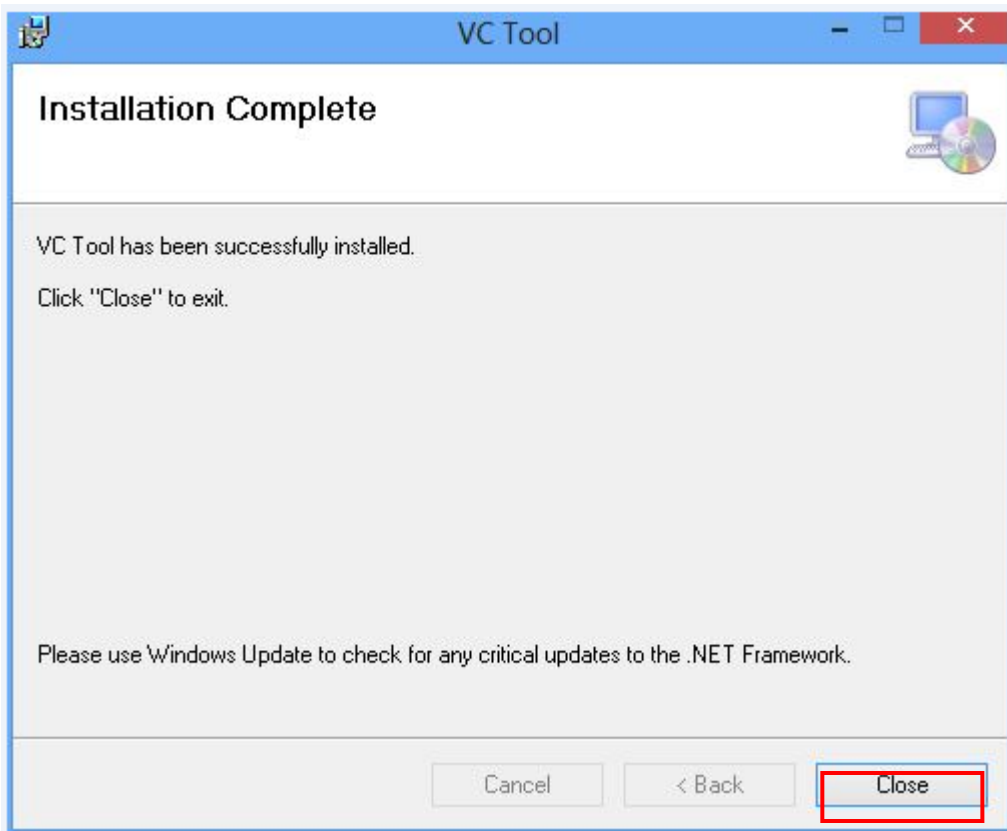 VC Tool
Installation Complete
VC Tool has been successfully installed.
Click "Close" to exit.
Please use Windows Update to check for any critical updates to the .NET Framework.
Cancel
< Back
Close